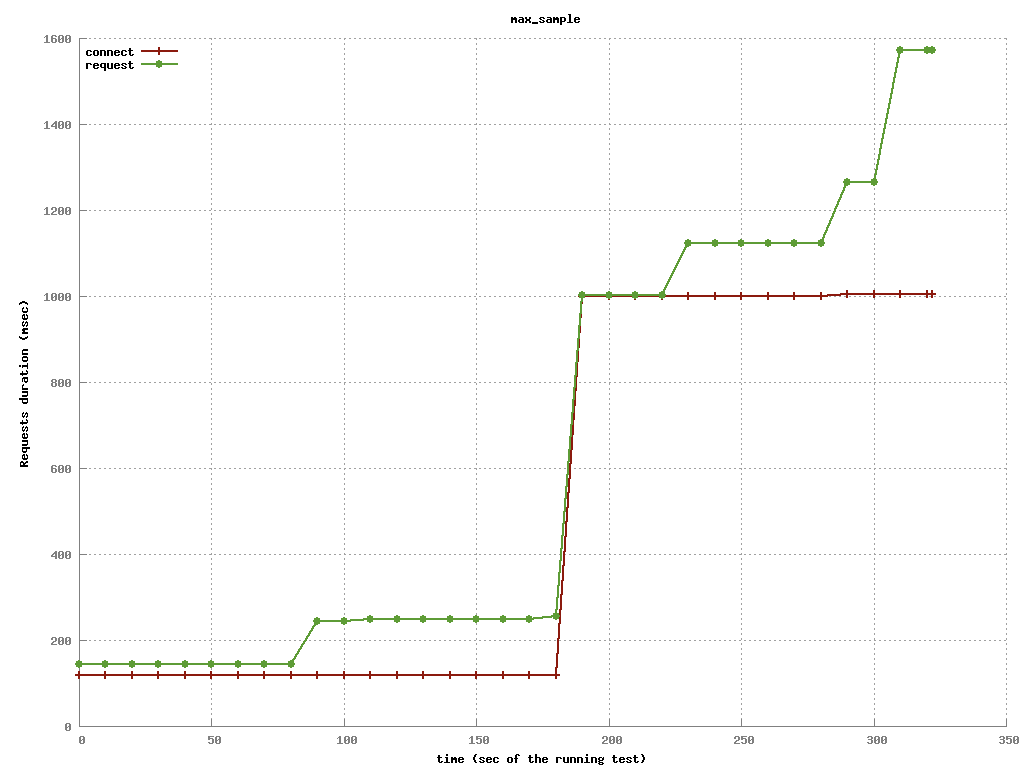 max_sample
connect
request
1600
1400
1200
1000
800
600
400
200
0
Requests duration (msec)
0 50 100 150 200 250 300 350
time (sec of the running test)